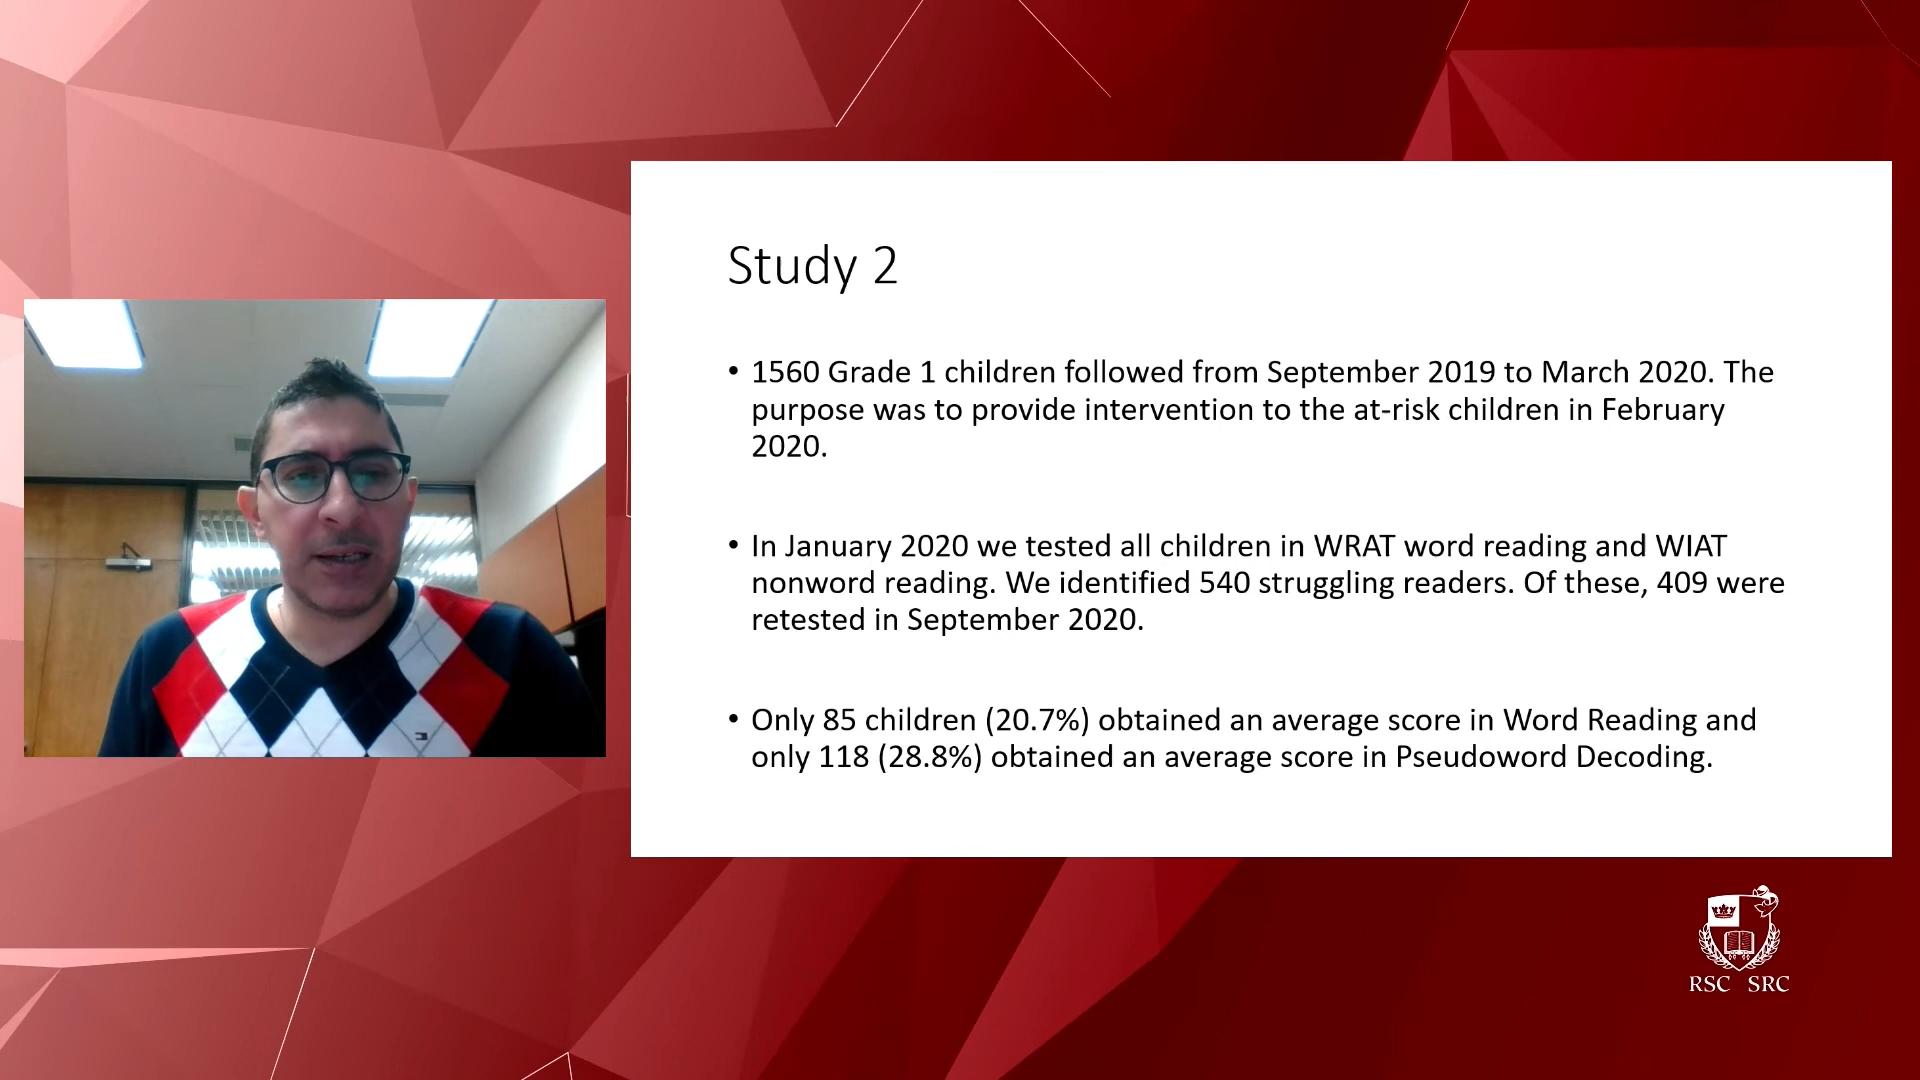 Study 2
• 1560 Grade 1 children followed from September 2019 to March 2020. The
purpose was to provide intervention to the at-risk children in February
2020.
• In January 2020 we tested all children in WRAT word reading and WIAT
nonword reading. We identified 540 struggling readers. Of these, 409 were
retested in September 2020.
• Only 85 children (20.7%) obtained an average score in Word Reading and
only 118 (28.8%) obtained an average score in Pseudoword Decoding.
RSC SRC